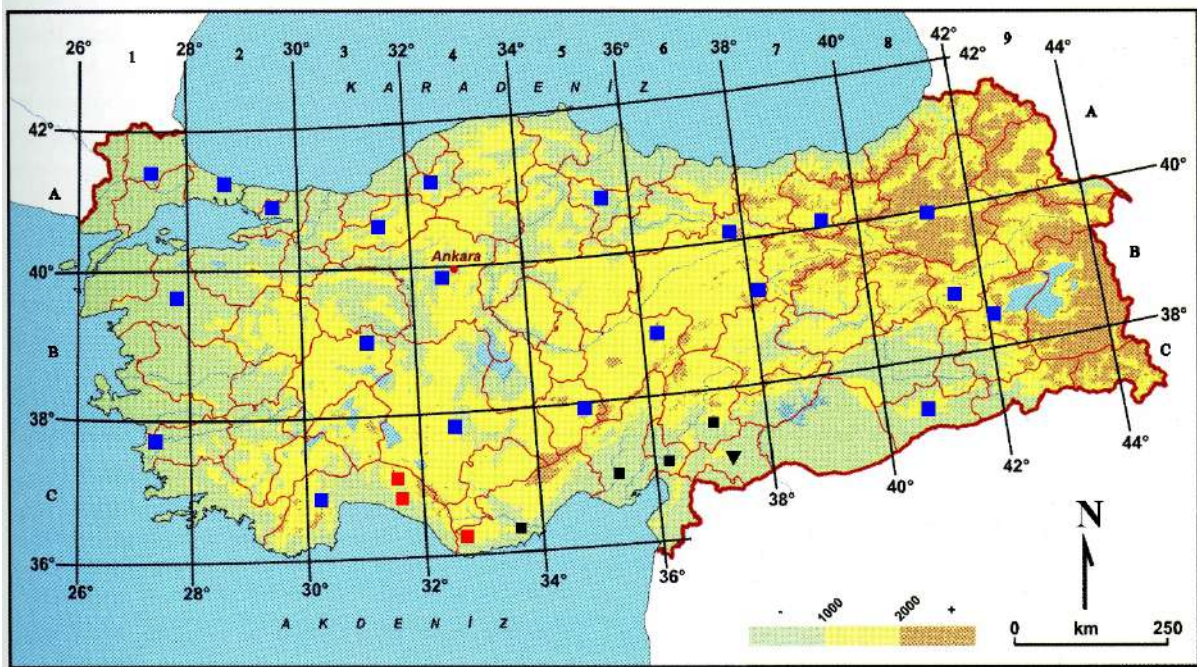 26° 1 28° 2 30° 3 32° 4 34° 5 36° 6 38° 7 40° 8 42° 9 44°
42°
K A R A D E N İ Z
A
42° 40°
A
Ankara
40° B
38°
B
C
38°
44°
42°
C 40°
38°
N
36° 36°
26° 28° 30° 32° 34°
A K D E N İ Z
- 1000 2000 +
0 km 250